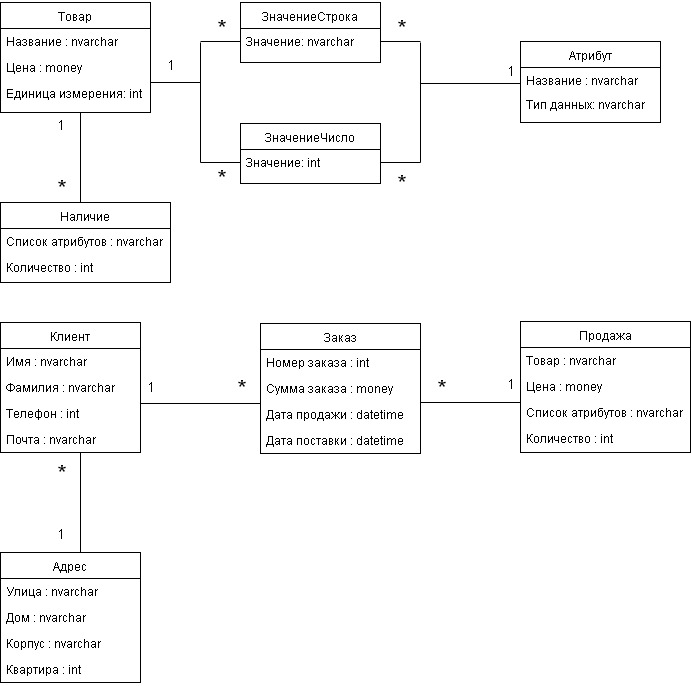 Товар
Название : nvarchar
Цена : money
Единица измерения: int
1
1
*
*
ЗначениеСтрока
Значение: nvarchar
*
ЗначениеЧисло
Значение: int
*
*
1
Атрибут
Название : nvarchar
Тип данных: nvarchar
*
Наличие
Список атрибутов : nvarchar
Количество : int
Клиент
Имя : nvarchar
Фамилия : nvarchar
Телефон : int
Почта : nvarchar
1
*
Заказ
Номер заказа : int
Сумма заказа : money
Дата продажи : datetime
Дата поставки : datetime
*
1
Продажа
Товар : nvarchar
Цена : money
Список атрибутов : nvarchar
Количество : int
*
1
Адрес
Улица : nvarchar
Дом : nvarchar
Корпус : nvarchar
Квартира : int